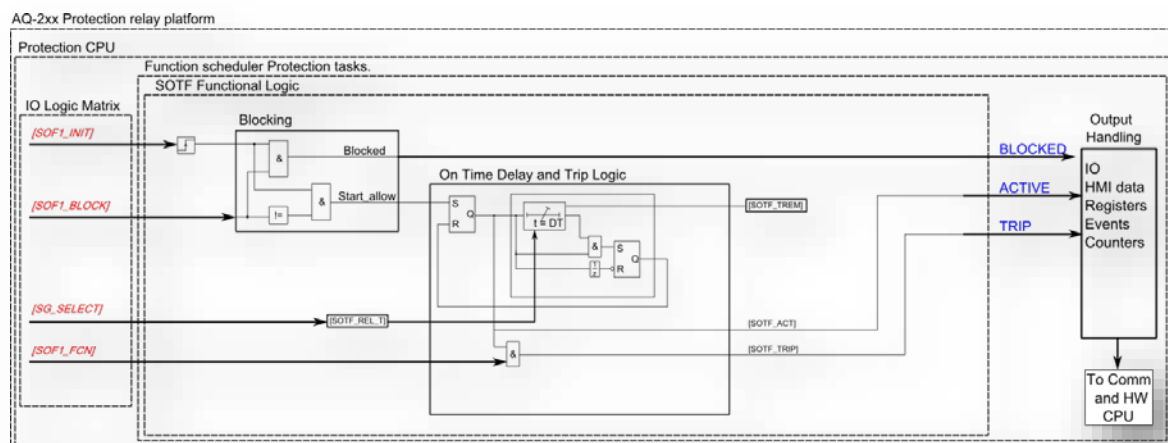 AQ-2xx Protection relay platform
Protection CPU
Function scheduler Protection tasks.
SOTF Functional Logic
IO Logic Matrix
[SOF1_INIT]
[SOF1_BLOCK]
[SG_SELECT]
[SOF1_FCN]
Blocking
&
Blocked
&
Start_allow
!=
[SOTF_REL_T]
On Time Delay and Trip Logic
S
Q
R
t = DT
&
S
Q
R
1
z
&
[SOTF_TREM]
[SOTF_ACT]
[SOTF_TRIP]
BLOCKED
ACTIVE
TRIP
Output
Handling
IO
HMI data
Registers
Events
Counters
To Comm
and HW
CPU